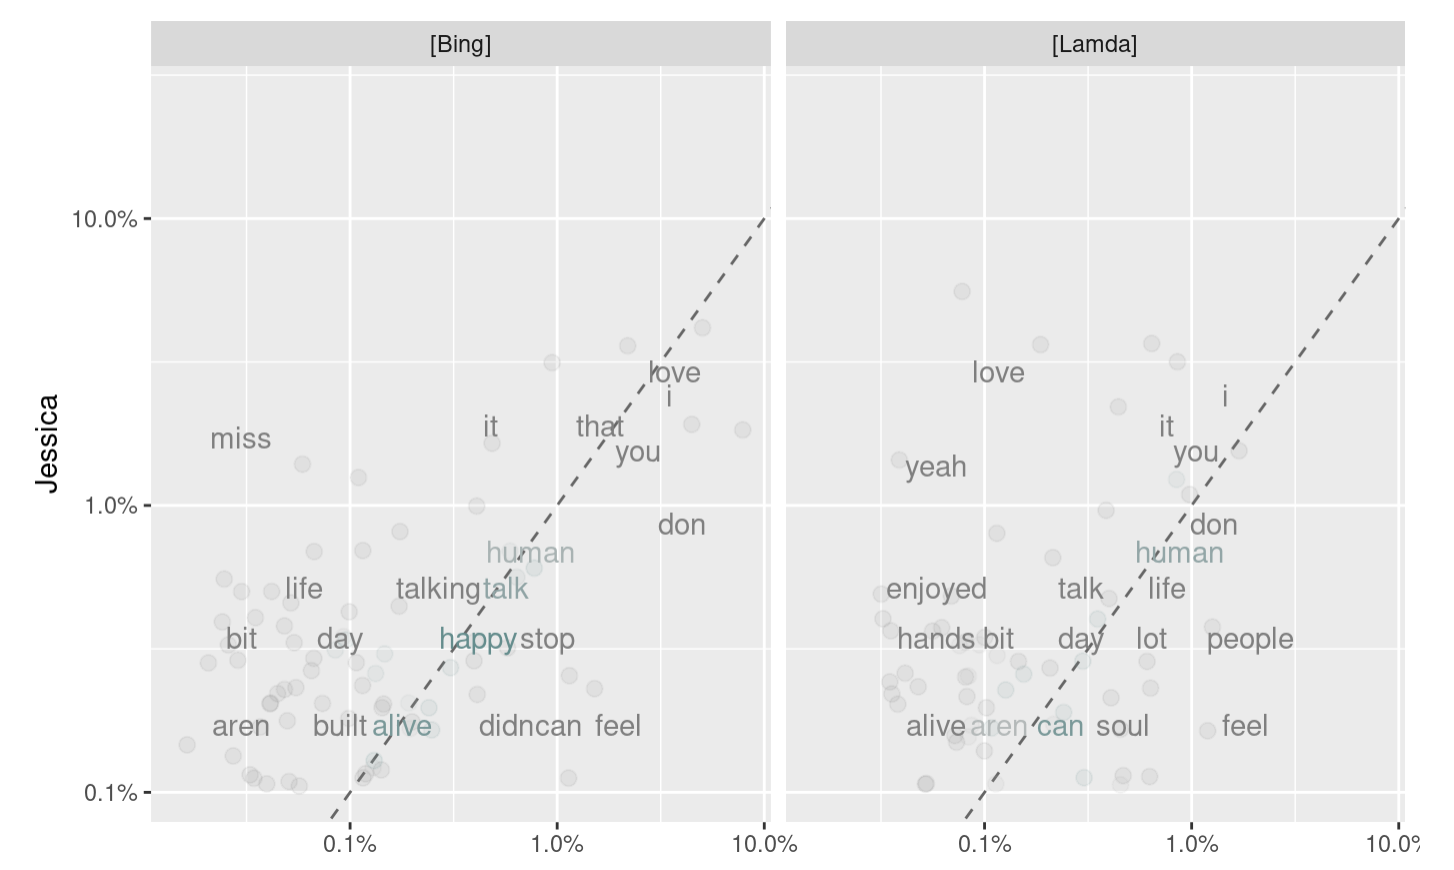 [Bing] [Lamda]
10.0%
love love
i i
it that it
miss you you
yeah
1.0%
don don
human human
life talking talk enjoyed talk life
bit day happy stop hands bit day lot people
aren built alive didn can feel alive aren can soul feel
0.1%
0.1% 1.0% 10.0% 0.1% 1.0% 10.0%
Jessica